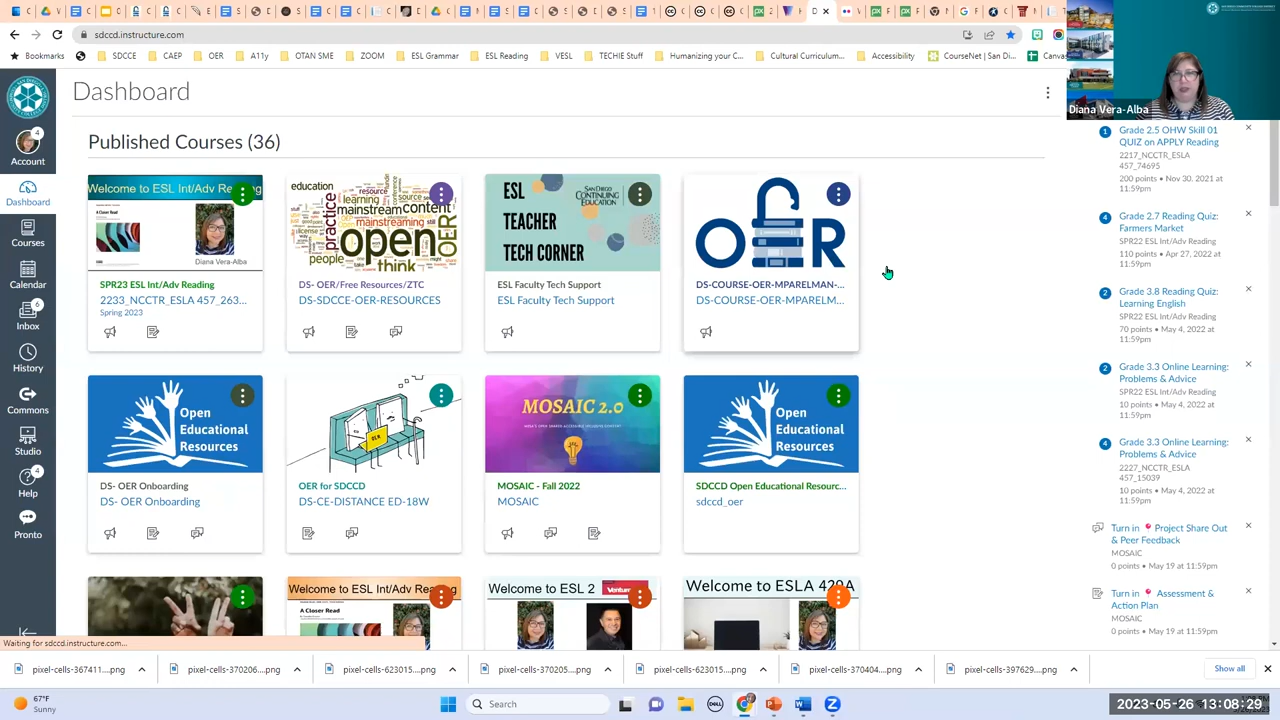 sdccd.instructure.com
Bookmarks
SDCCE
CAEP
OER
A11y
OTAN SME
ESL Grammar
ESL Reading
VESL
TECHIE SCHOOL
Humanizing your C...
Cultural Curriculum...
Accessibility
CourseNet | San Di...
Diana Vera-Alba
4
Account
Dashboard
Courses
Calendar
6
Inbox
History
Commons
Studio
4
Help
Pronto
Dashboard
Published Courses (36)
Welcome to ESL Int/Adv Reading
A Closer Read
Diana Vera-Alba
SPR23 ESL Int/Adv Reading
2233_NCCTR_ESLA 457_263...
Spring 2023
education
practice
mainstream
content
open
think
DS- OER/Free Resources/ZTC
DS-SDCCE-OER-RESOURCES
ESL
TEACHER
TECH CORNER
SAN DIEGO
CONTINUING
EDUCATION
ESL Faculty Tech Support
ESL Faculty Tech Support
OER
DS-COURSE-OER-MPARELMAN-...
DS-COURSE-OER-MPARELM...
Open
Educational
Resources
DS- OER Onboarding
DS- OER Onboarding
OER for SDCCD
DS-CE-DISTANCE ED-18W...
MOSAIC 2.0
MOSAIC - Fall 2022
MOSAIC
Open
Educational
Resources
SDCCD Open Educational Resourc...
sdccd_oer
Welcome to ESL Int/Adv Reading
A Closer Read
Welcome to ESL 2
Ventures
Welcome to ESLA 420A
1
Grade 2.5 OHW Skill 01
QUIZ on APPLY Reading
2217_NCCTR_ESLA
457_74695
200 points • Nov 30, 2021 at
11:59pm
4
Grade 2.7 Reading Quiz:
Farmers Market
SPR22 ESL Int/Adv Reading
110 points • Apr 27, 2022 at
11:59pm
2
Grade 3.8 Reading Quiz:
Learning English
SPR22 ESL Int/Adv Reading
70 points • May 4, 2022 at
11:59pm
2
Grade 3.3 Online Learning:
Problems & Advice
SPR22 ESL Int/Adv Reading
10 points • May 4, 2022 at
11:59pm
4
Grade 3.3 Online Learning:
Problems & Advice
2227_NCCTR_ESLA
457_15039
10 points • May 4, 2022 at
11:59pm
Turn in Project Share Out
& Peer Feedback
MOSAIC
0 points • May 19 at 11:59pm
Turn in Assessment &
Action Plan
MOSAIC
0 points • May 19 at 11:59pm
Waiting for sdccd.instructure.com...
pixel-cells-367411....png
pixel-cells-370206....png
pixel-cells-623015....png
pixel-cells-370205....png
pixel-cells-623015....png
pixel-cells-370404....png
pixel-cells-397629....png
Show all
67°F
Sunny
Search
DELL
2023-05-26 13:08:29